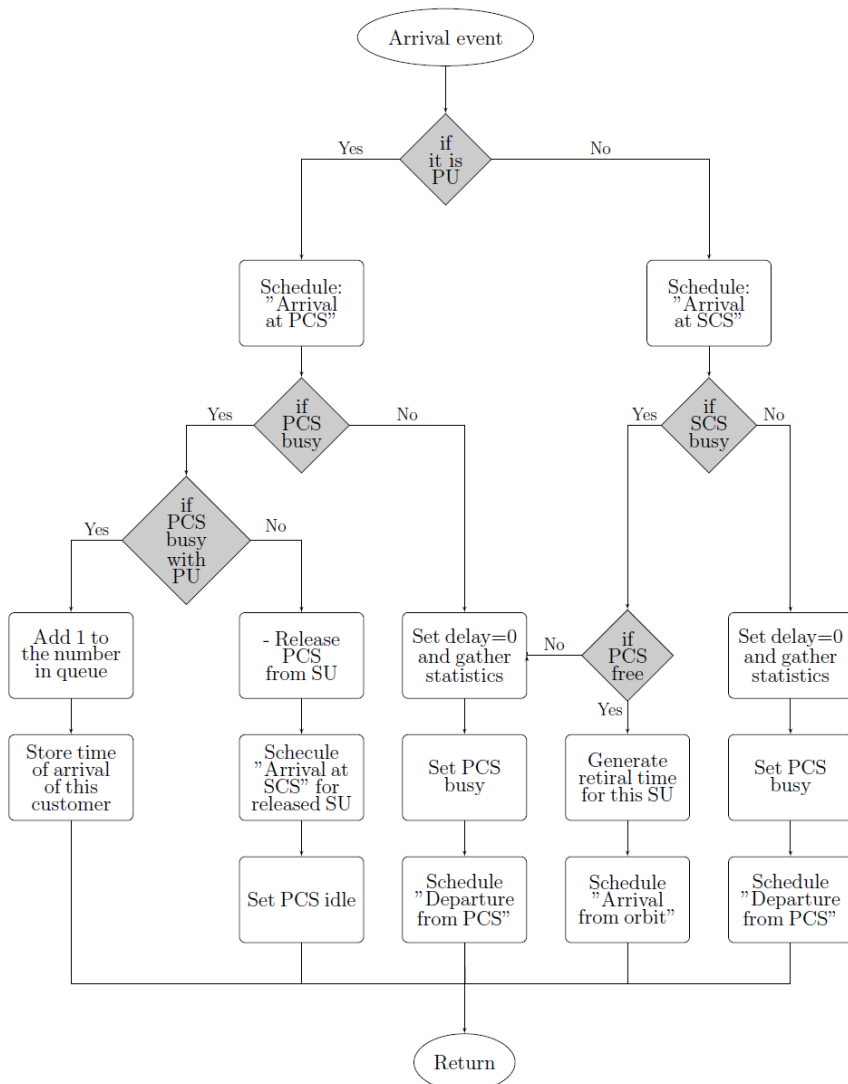 Arrival event
if
it is
PU
Yes
No
Schedule:
"Arrival
at PCS"
Schedule:
"Arrival
at SCS"
if
PCS
busy
Yes
No
if
SCS
busy
Yes
No
if
PCS
busy
with
PU
Yes
No
Add 1 to
the number
in queue
- Release
PCS
from SU
Set delay=0
and gather
statistics
No
if
PCS
free
Yes
Set delay=0
and gather
statistics
Store time
of arrival
of this
customer
Schecule
"Arrival at
SCS" for
released SU
Set PCS
busy
Generate
retiral time
for this SU
Set PCS
busy
Set PCS idle
Schedule
"Departure
from PCS"
Schedule
"Arrival
from orbit"
Schedule
"Departure
from PCS"
Return